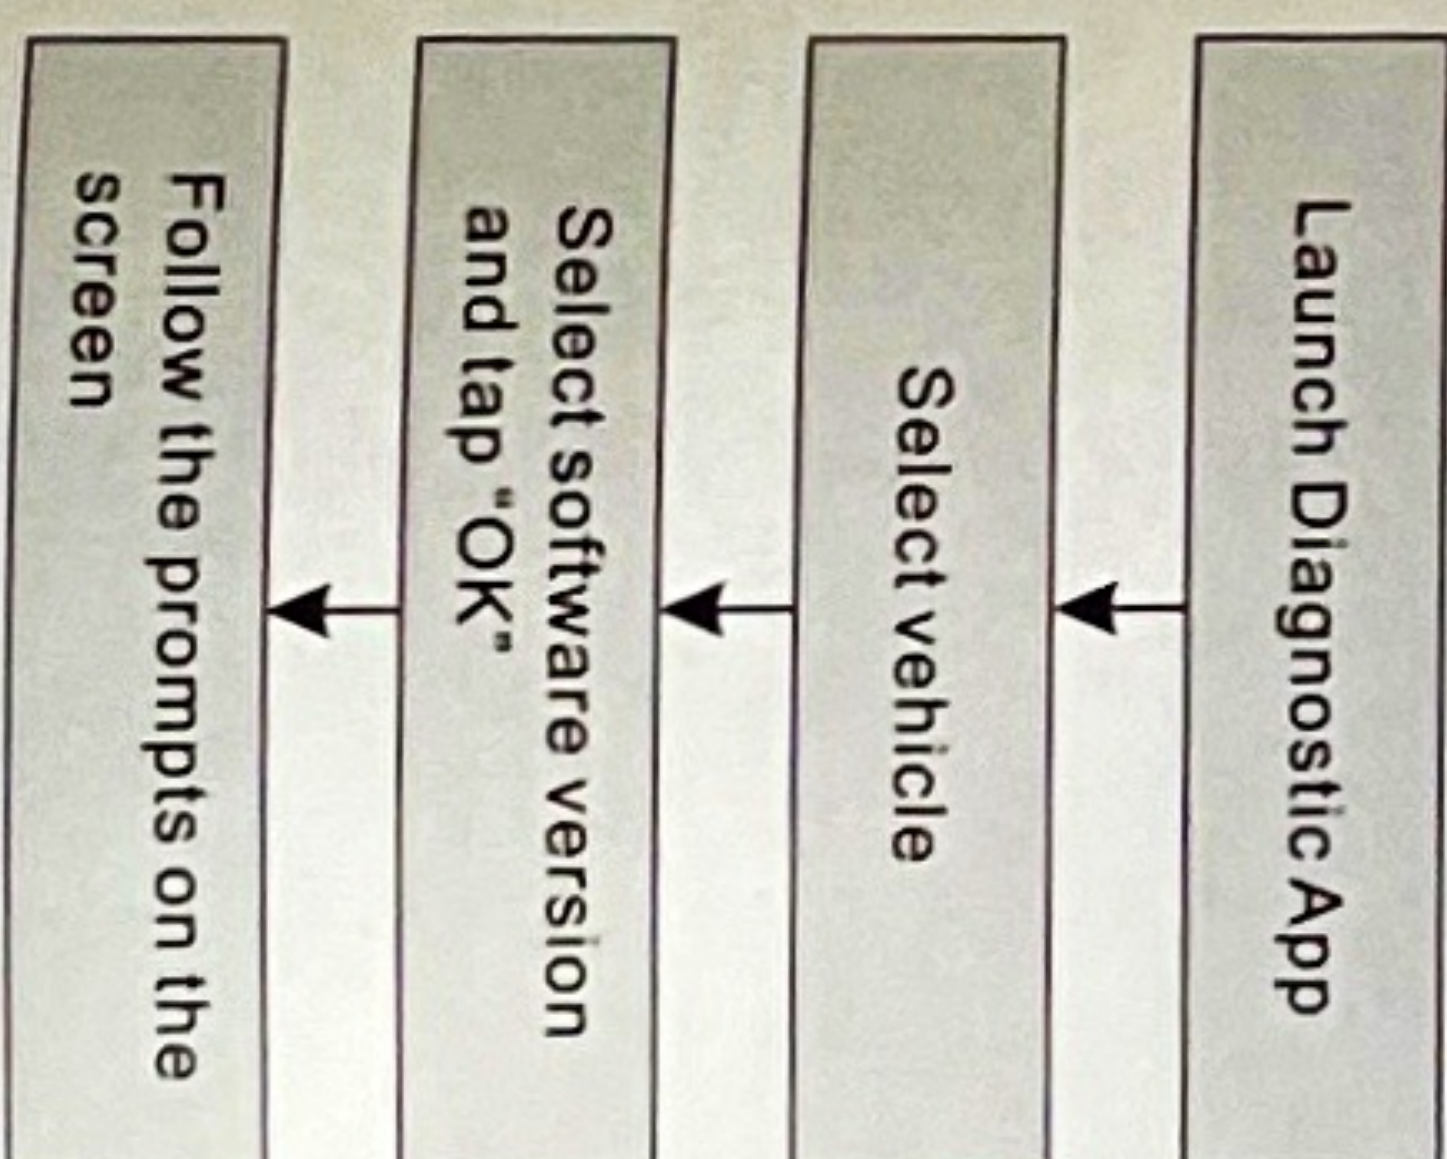 Launch Diagnostic App
Select vehicle
Select software version
and tap “OK”
Follow the prompts on the
screen